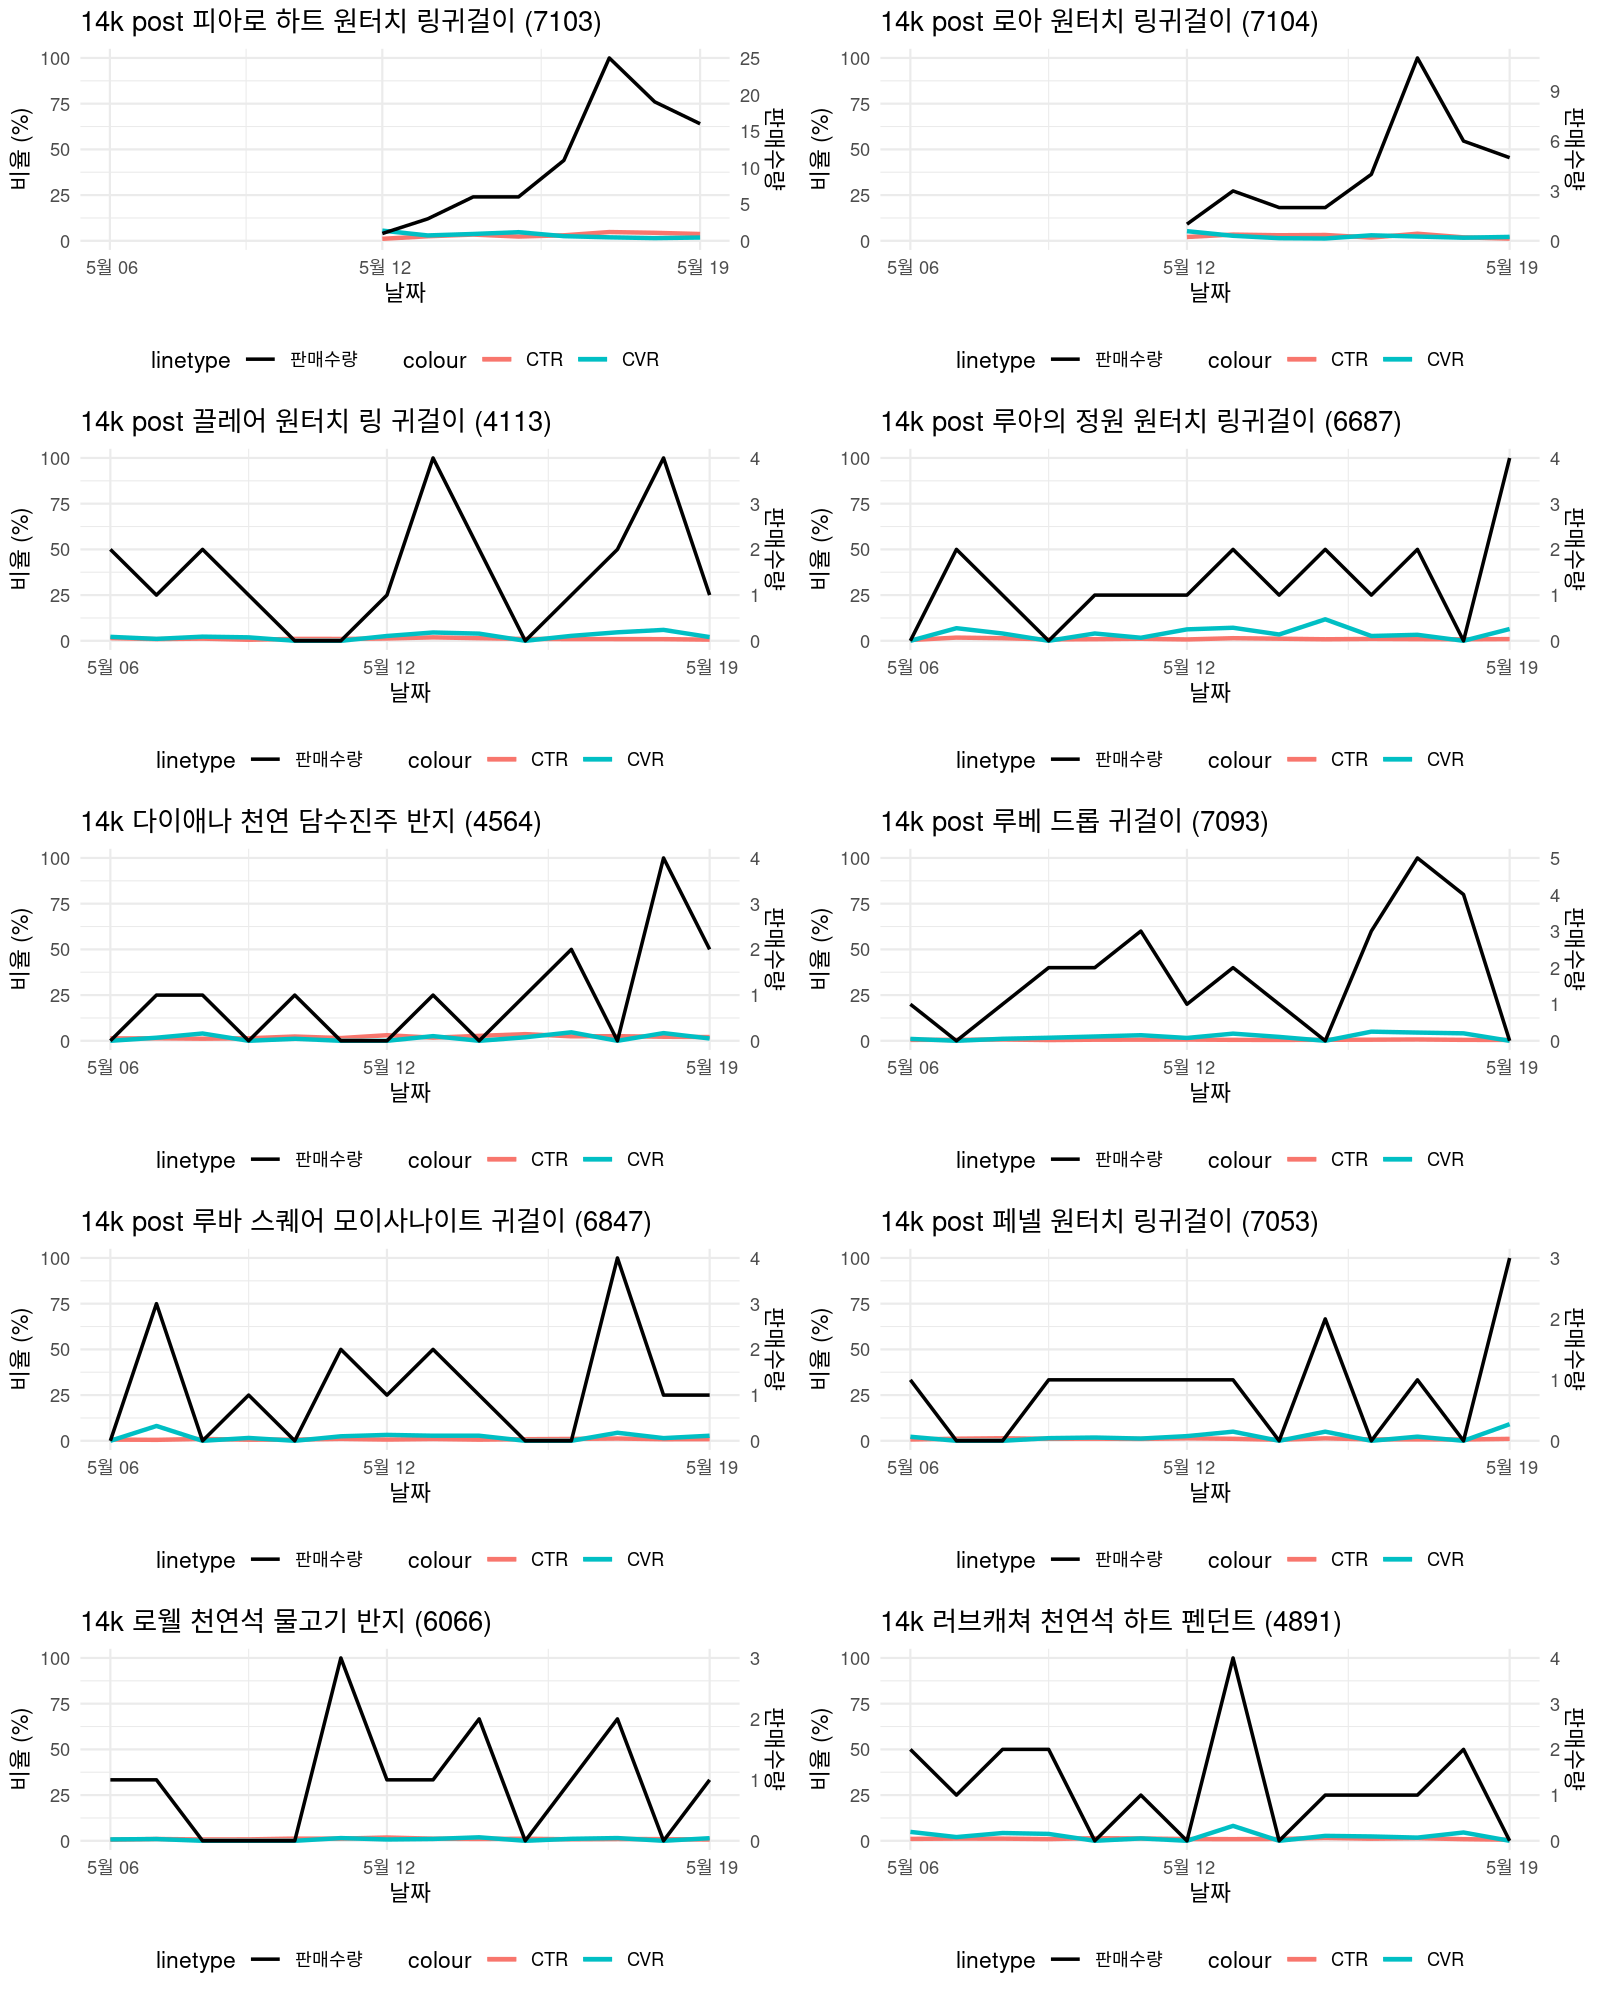 14k post 피아로 하트 원터치 링귀걸이 (7103)
100
75
50
25
0
비율 (%)
25
20
15
10
5
0
판매수량
5월 06
5월 12
5월 19
날짜
linetype 판매수량 colour CTR CVR
14k post 로아 원터치 링귀걸이 (7104)
100
75
50
25
0
비율 (%)
9
6
3
0
판매수량
5월 06
5월 12
5월 19
날짜
linetype 판매수량 colour CTR CVR
14k post 끌레어 원터치 링 귀걸이 (4113)
100
75
50
25
0
비율 (%)
4
3
2
1
0
판매수량
5월 06
5월 12
5월 19
날짜
linetype 판매수량 colour CTR CVR
14k post 루아의 정원 원터치 링귀걸이 (6687)
100
75
50
25
0
비율 (%)
4
3
2
1
0
판매수량
5월 06
5월 12
5월 19
날짜
linetype 판매수량 colour CTR CVR
14k 다이애나 천연 담수진주 반지 (4564)
100
75
50
25
0
비율 (%)
4
3
2
1
0
판매수량
5월 06
5월 12
5월 19
날짜
linetype 판매수량 colour CTR CVR
14k post 루베 드롭 귀걸이 (7093)
100
75
50
25
0
비율 (%)
5
4
3
2
1
0
판매수량
5월 06
5월 12
5월 19
날짜
linetype 판매수량 colour CTR CVR
14k post 루바 스퀘어 모이사나이트 귀걸이 (6847)
100
75
50
25
0
비율 (%)
4
3
2
1
0
판매수량
5월 06
5월 12
5월 19
날짜
linetype 판매수량 colour CTR CVR
14k post 페넬 원터치 링귀걸이 (7053)
100
75
50
25
0
비율 (%)
3
2
1
0
판매수량
5월 06
5월 12
5월 19
날짜
linetype 판매수량 colour CTR CVR
14k 로웰 천연석 물고기 반지 (6066)
100
75
50
25
0
비율 (%)
3
2
1
0
판매수량
5월 06
5월 12
5월 19
날짜
linetype 판매수량 colour CTR CVR
14k 러브캐쳐 천연석 하트 펜던트 (4891)
100
75
50
25
0
비율 (%)
4
3
2
1
0
판매수량
5월 06
5월 12
5월 19
날짜
linetype 판매수량 colour CTR CVR